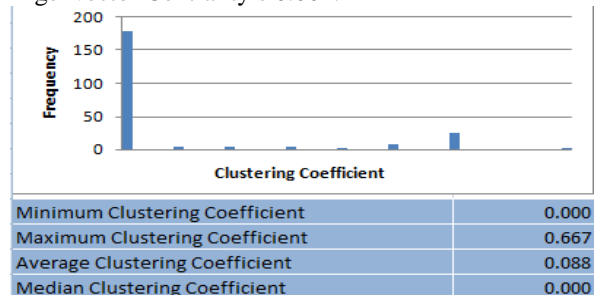 200
150
100
50
0
Frequency
Clustering Coefficient
Minimum Clustering Coefficient 0.000
Maximum Clustering Coefficient 0.667
Average Clustering Coefficient 0.088
Median Clustering Coefficient 0.000